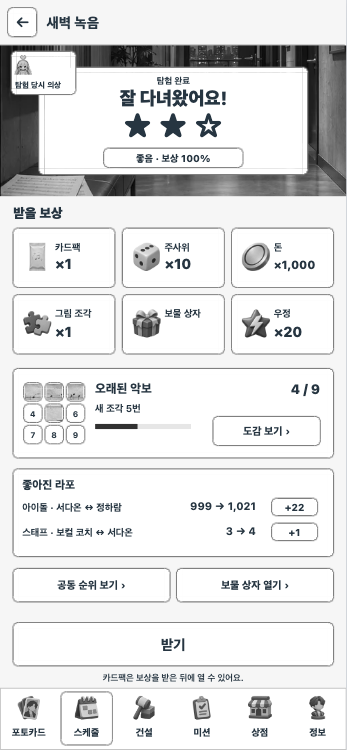 새벽 녹음
탐험 당시 의상
탐험 완료
잘 다녀왔어요!
좋음 · 보상 100%
받을 보상
카드팩
×1
주사위
×10
돈
×1,000
그림 조각
×1
보물 상자
우정
×20
오래된 악보
4 / 9
새 조각 5번
4
6
7
8
9
도감 보기 ›
좋아진 라포
아이돌 · 서다온 ↔ 정하람
999 → 1,021
+22
스태프 · 보컬 코치 ↔ 서다온
3 → 4
+1
공동 순위 보기 ›
보물 상자 열기 ›
받기
카드팩은 보상을 받은 뒤에 열 수 있어요.
포토카드
스케줄
건설
미션
상점
정보